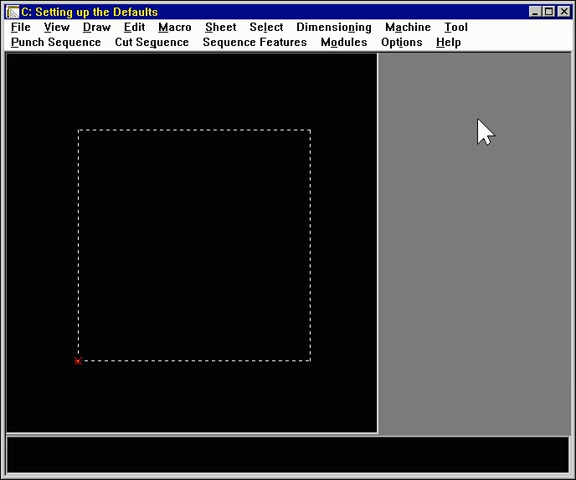 C: Setting up the Defaults
File View Draw Edit Macro Sheet Select Dimensioning Machine Tool
Punch Sequence Cut Sequence Sequence Features Modules Options Help